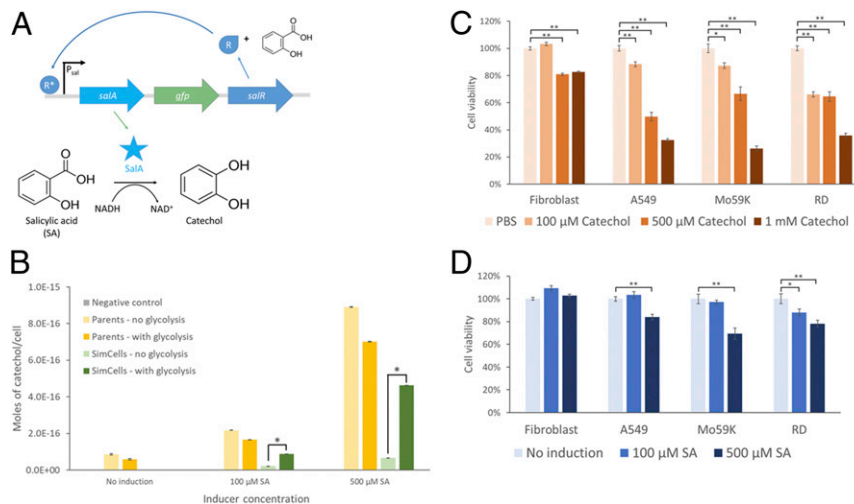 A
R
+
O
OH
OH
R*
P sal
salA
gfp
salR
SalA
O
OH
OH
NADH
NAD+
OH
OH
Salicylic acid
(SA)
Catechol
B
Moles of catechol/cell
1.0E-15
8.0E-16
6.0E-16
4.0E-16
2.0E-16
0.0E+00
Negative control
Parents - no glycolysis
Parents - with glycolysis
SimCells - no glycolysis
SimCells - with glycolysis
*
*
No induction
100 µM SA
500 µM SA
Inducer concentration
C
Cell viability
120%
100%
80%
60%
40%
20%
0%
**
**
**
**
**
**
**
*
**
**
**
Fibroblast
A549
Mo59K
RD
PBS
100 µM Catechol
500 µM Catechol
1 mM Catechol
D
Cell viability
120%
100%
80%
60%
40%
20%
0%
**
**
**
*
Fibroblast
A549
Mo59K
RD
No induction
100 µM SA
500 µM SA